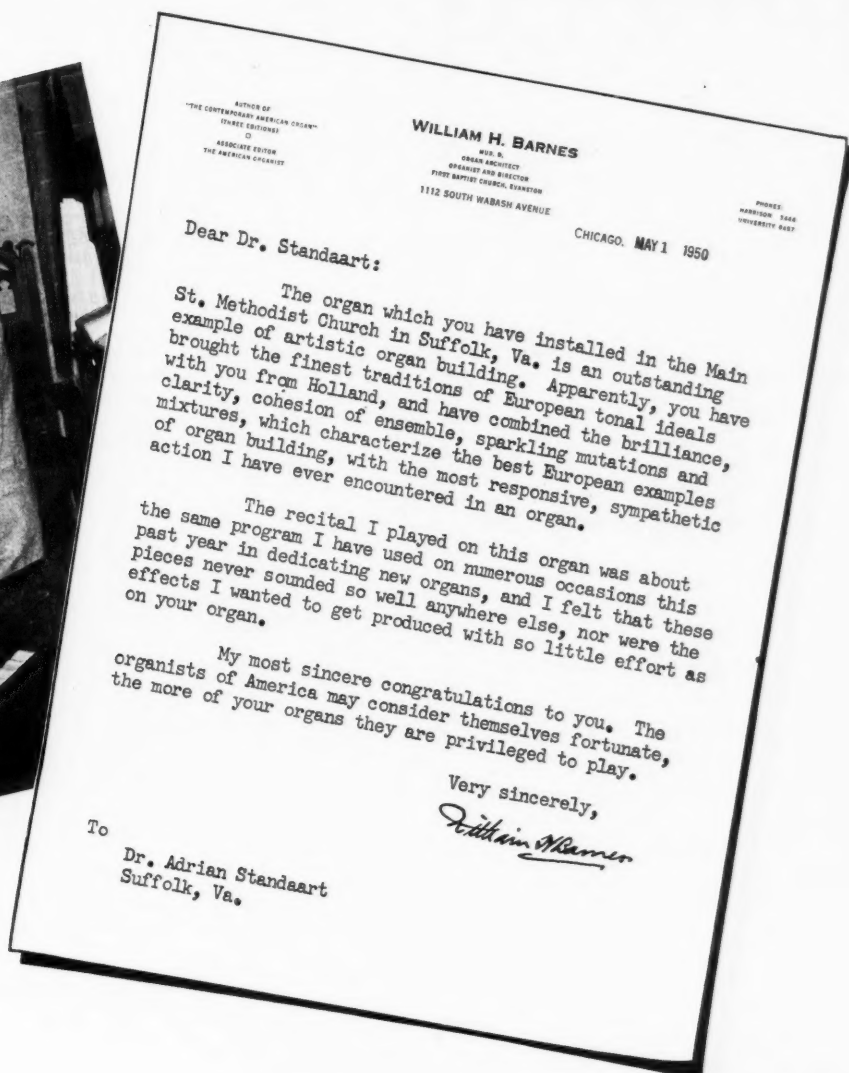 AUTHOR OF
"THE CONTEMPORARY AMERICAN ORGAN"
(THREE EDITIONS)
ASSOCIATE EDITOR
THE AMERICAN ORGANIST
WILLIAM H. BARNES
MUS. D.
ORGAN ARCHITECT
ORGANIST AND DIRECTOR
FIRST BAPTIST CHURCH, EVANSTON
1112 SOUTH WABASH AVENUE
PHONES:
HARRISON
UNIVERSITY
CHICAGO, MAY 1 1950
Dear Dr. Standaart:
The organ which you have installed in the Main
St. Methodist Church in Suffolk, Va. is an outstanding
example of artistic organ building. Apparently, you have
brought the finest traditions of European tonal ideals
with you from Holland, and have combined the brilliance,
clarity, cohesion of ensemble, sparkling mutations and
mixtures, which characterize the best European examples
of organ building, with the most responsive, sympathetic
action I have ever encountered in an organ.
The recital I played on this organ was about
the same program I have used on numerous occasions this
past year in dedicating new organs, and I felt that these
pieces never sounded so well anywhere else, nor were the
effects I wanted to get produced with so little effort as
on your organ.
My most sincere congratulations to you. The
organists of America may consider themselves fortunate,
the more of your organs they are privileged to play.
Very sincerely,
William H Barnes
To
Dr. Adrian Standaart
Suffolk, Va.